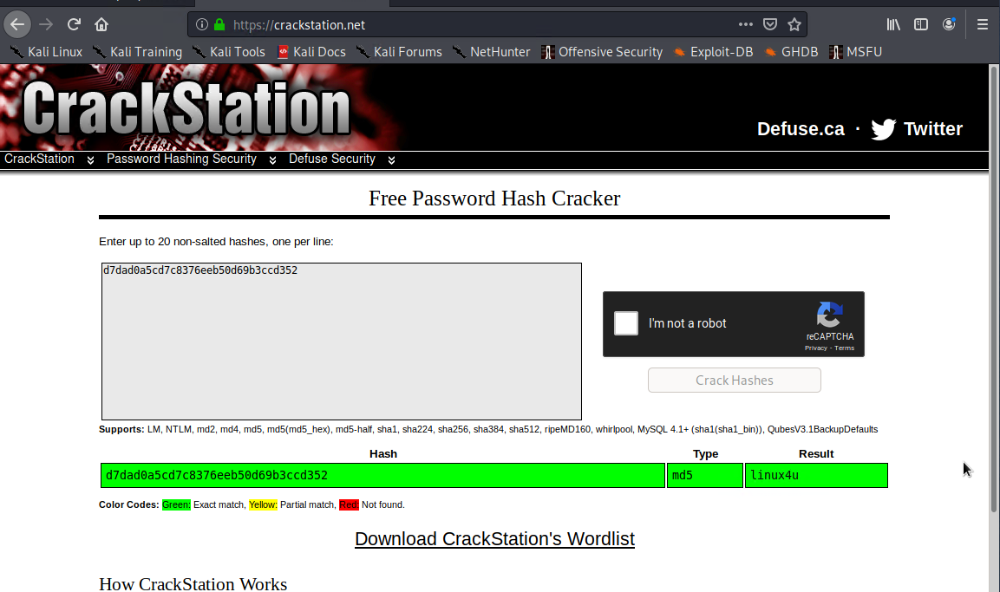 https://crackstation.net
Kali Linux Kali Training Kali Tools Kali Docs Kali Forums NetHunter Offensive Security Exploit-DB GHDB MSFU
CrackStation
Defuse.ca · Twitter
CrackStation Password Hashing Security Defuse Security
Free Password Hash Cracker
Enter up to 20 non-salted hashes, one per line:
d7dad0a5cd7c8376eeb50d69b3ccd352
I'm not a robot
reCAPTCHA
Privacy - Terms
Crack Hashes
Supports: LM, NTLM, md2, md4, md5, md5(md5_hex), md5-half, sha1, sha224, sha256, sha384, sha512, ripeMD160, whirlpool, MySQL 4.1+ (sha1(sha1_bin)), QubesV3.1BackupDefaults
Hash Type Result
d7dad0a5cd7c8376eeb50d69b3ccd352 md5 linux4u
Color Codes: Green: Exact match, Yellow: Partial match, Red: Not found.
Download CrackStation's Wordlist
How CrackStation Works